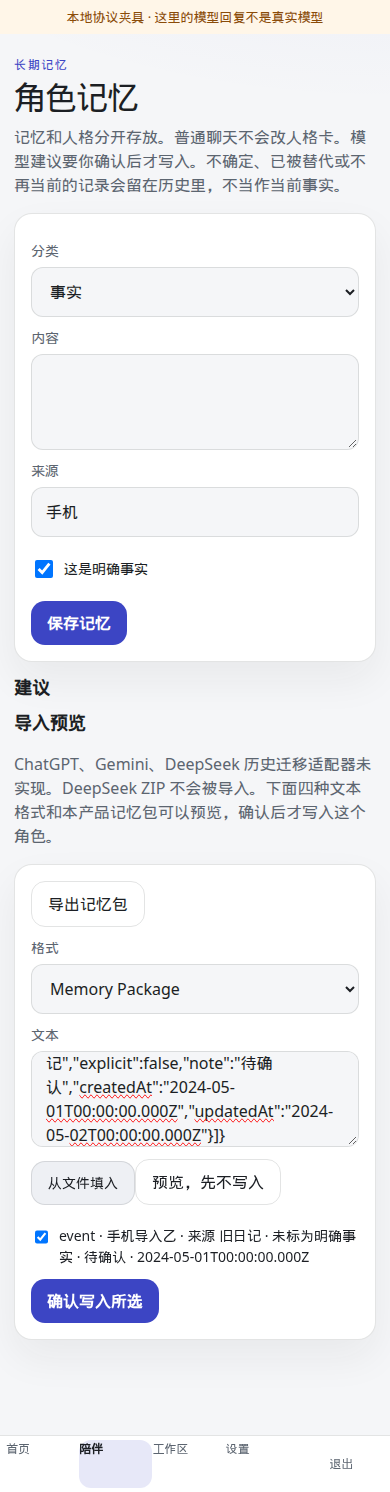 本地协议夹具 · 这里的模型回复不是真实模型
长期记忆
角色记忆
记忆和人格分开存放。普通聊天不会改人格卡。模
型建议要你确认后才写入。不确定、已被替代或不
再当前的记录会留在历史里，不当作当前事实。
分类
事实
内容
来源
手机
这是明确事实
保存记忆
建议
导入预览
ChatGPT、Gemini、DeepSeek 历史迁移适配器未
实现。DeepSeek ZIP 不会被导入。下面四种文本
格式和本产品记忆包可以预览，确认后才写入这个
角色。
导出记忆包
格式
Memory Package
文本
记","explicit":false,"note":"待确
认","createdAt":"2024-05-
01T00:00:00.000Z","updatedAt":"2024-
05-02T00:00:00.000Z"}]}
从文件填入
预览，先不写入
event · 手机导入乙 · 来源 旧日记 · 未标为明确事
实 · 待确认 · 2024-05-01T00:00:00.000Z
确认写入所选
首页
陪伴
工作区
设置
退出